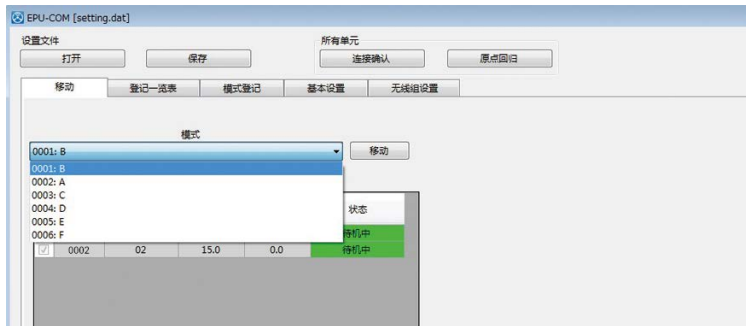 EPU-COM [setting.dat]
设置文件
所有单元
打开
保存
连接确认
原点回归
移动
登记一览表
模式登记
基本设置
无线组设置
模式
0001: B
移动
0001: B
0002: A
0003: C
0004: D
0005: E
0006: F
状态
待机中
0002 02 15.0 0.0 待机中